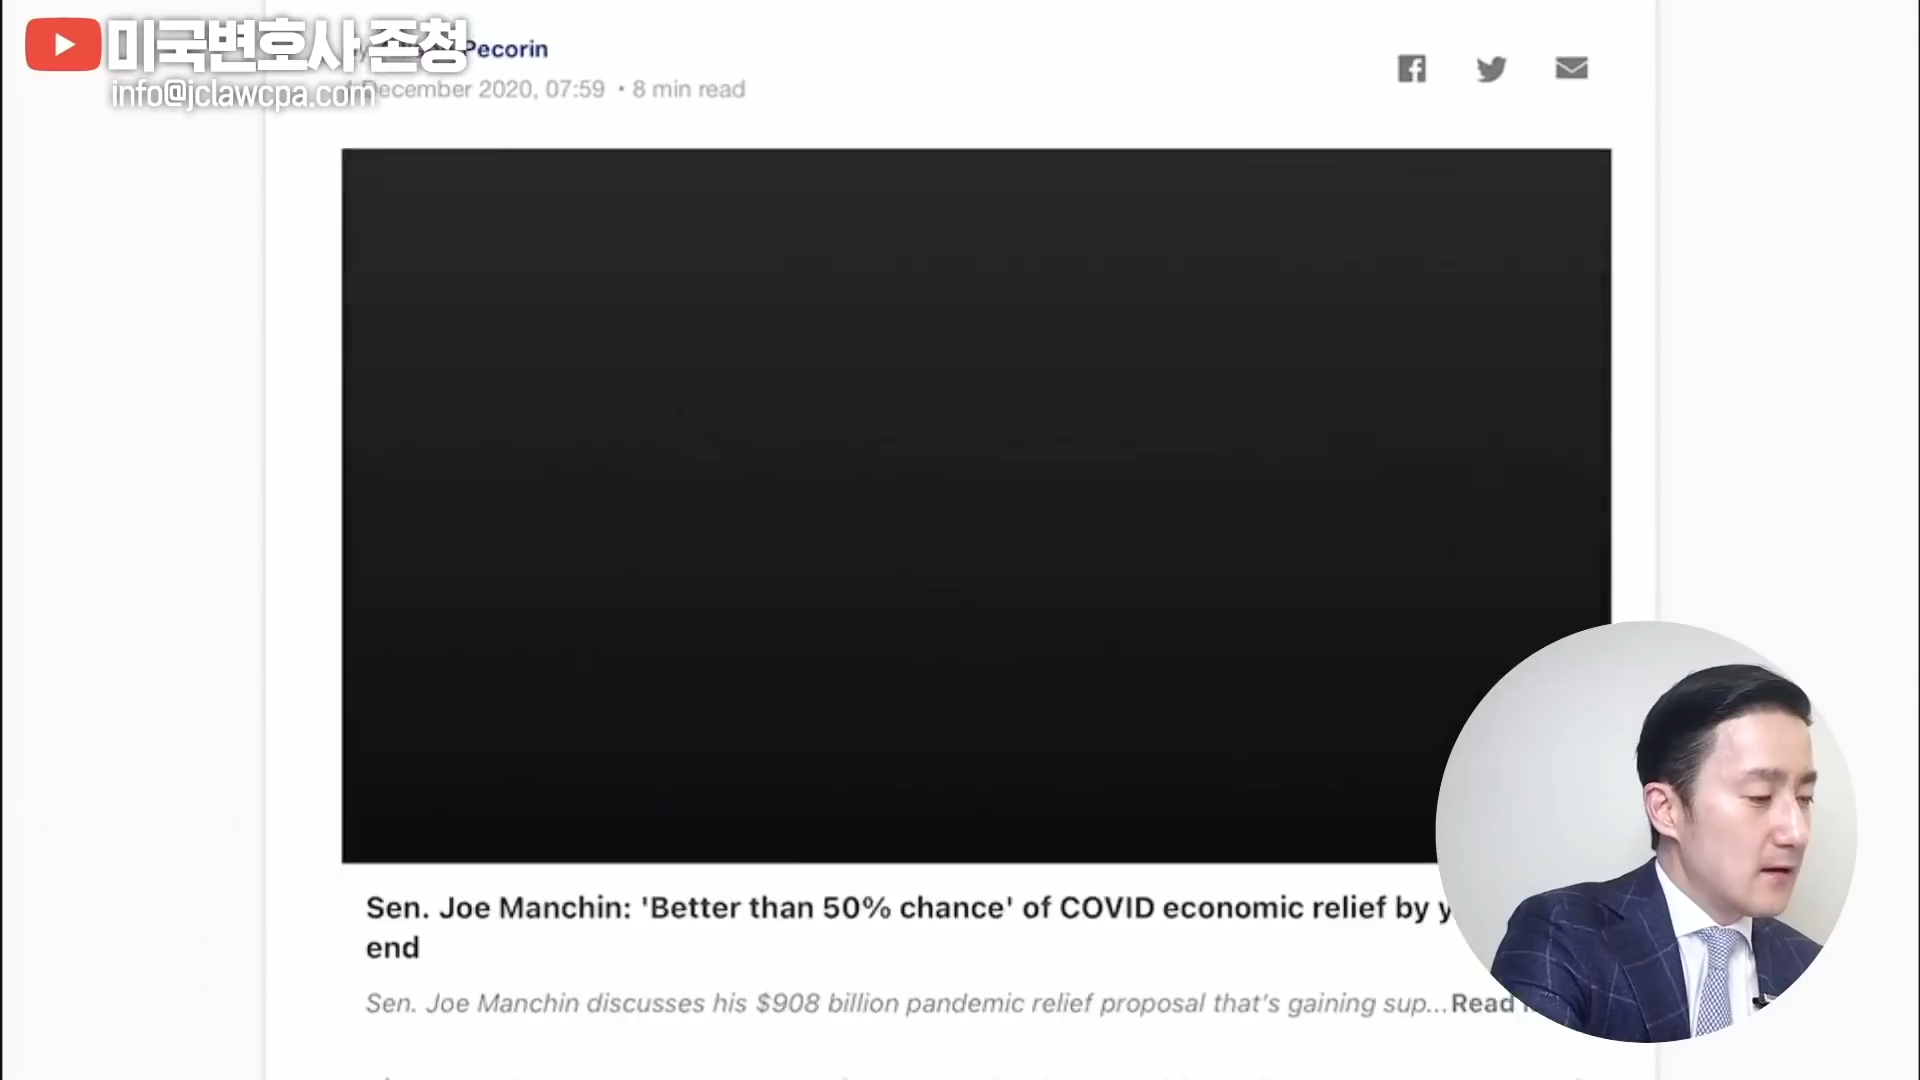 미국변호사 존청
info@jclawcpa.com
Pecorin
December 2020, 07:59 • 8 min read
Sen. Joe Manchin: 'Better than 50% chance' of COVID economic relief by
end
Sen. Joe Manchin discusses his $908 billion pandemic relief proposal that's gaining sup... Read